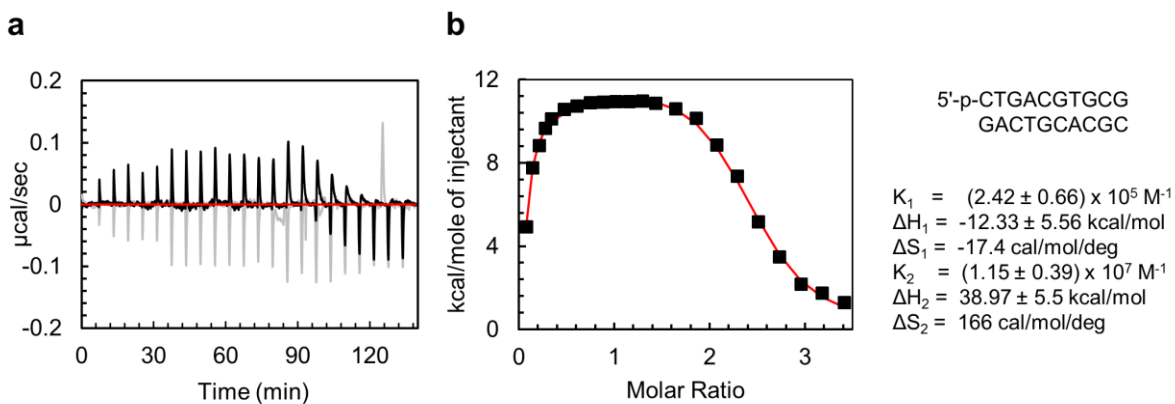 a
b
0.2
0.1
0
-0.1
-0.2
μcal/sec
0
30
60
90
120
Time (min)
12
8
4
0
kcal/mole of injectant
0
1
2
3
Molar Ratio
5'-p-CTGACGTGCG
GACTGCACGC
K₁ = (2.42 ± 0.66) x 10⁵ M⁻¹
ΔH₁ = -12.33 ± 5.56 kcal/mol
ΔS₁ = -17.4 cal/mol/deg
K₂ = (1.15 ± 0.39) x 10⁷ M⁻¹
ΔH₂ = 38.97 ± 5.5 kcal/mol
ΔS₂ = 166 cal/mol/deg